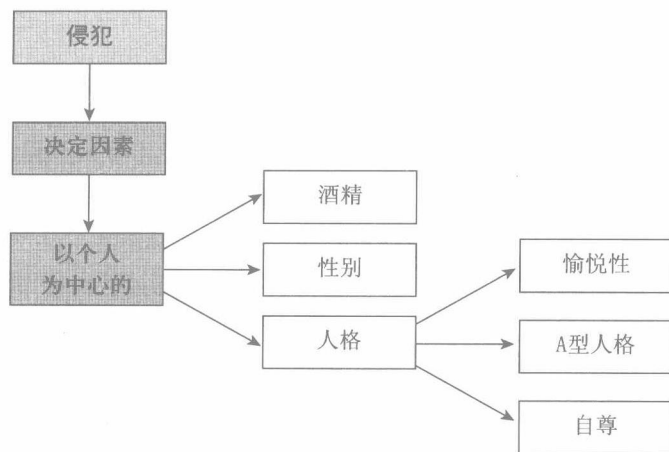 侵犯
决定因素
以个人
为中心的
酒精
性别
人格
愉悦性
A型人格
自尊